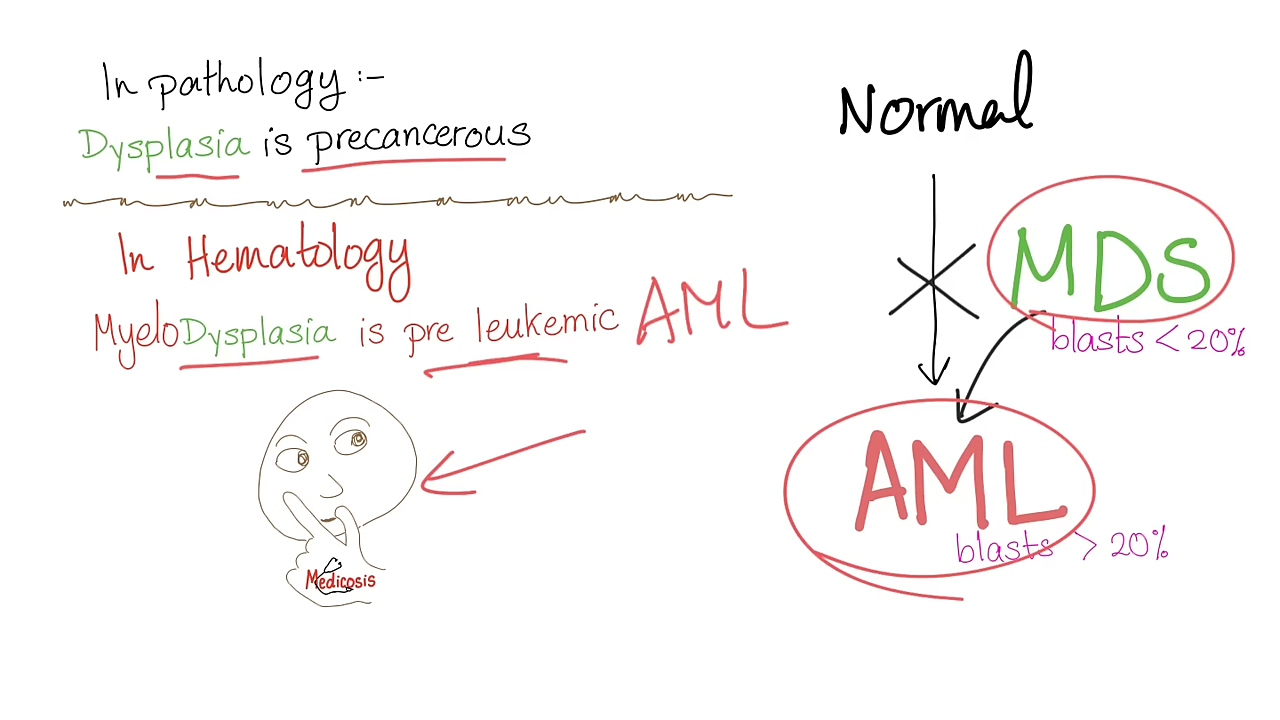 In pathology :-
Dysplasia is precancerous
In Hematology
MyeloDysplasia is pre leukemic AML
Medicosis
Normal
MDS
blasts < 20%
AML
blasts > 20%